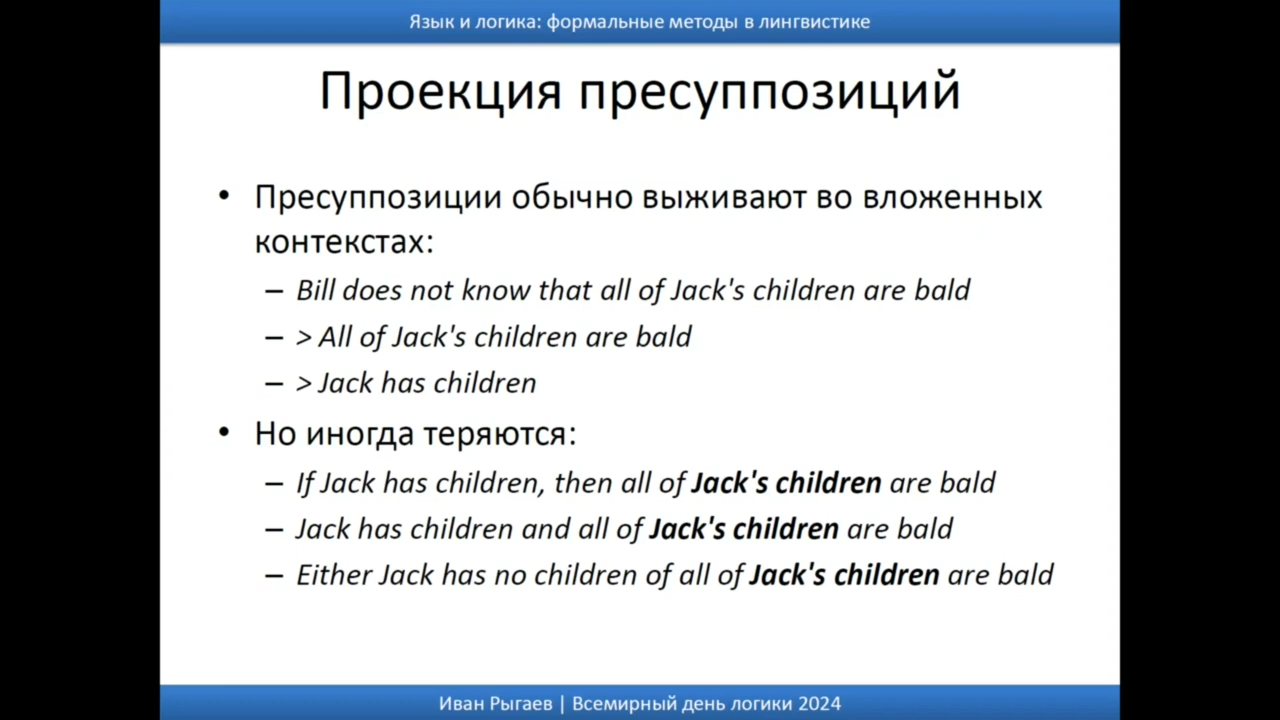 Язык и логика: формальные методы в лингвистике
Проекция пресуппозиций
• Пресуппозиции обычно выживают во вложенных
контекстах:
– Bill does not know that all of Jack's children are bald
– > All of Jack's children are bald
– > Jack has children
• Но иногда теряются:
– If Jack has children, then all of Jack's children are bald
– Jack has children and all of Jack's children are bald
– Either Jack has no children of all of Jack's children are bald
Иван Рыгаев | Всемирный день логики 2024